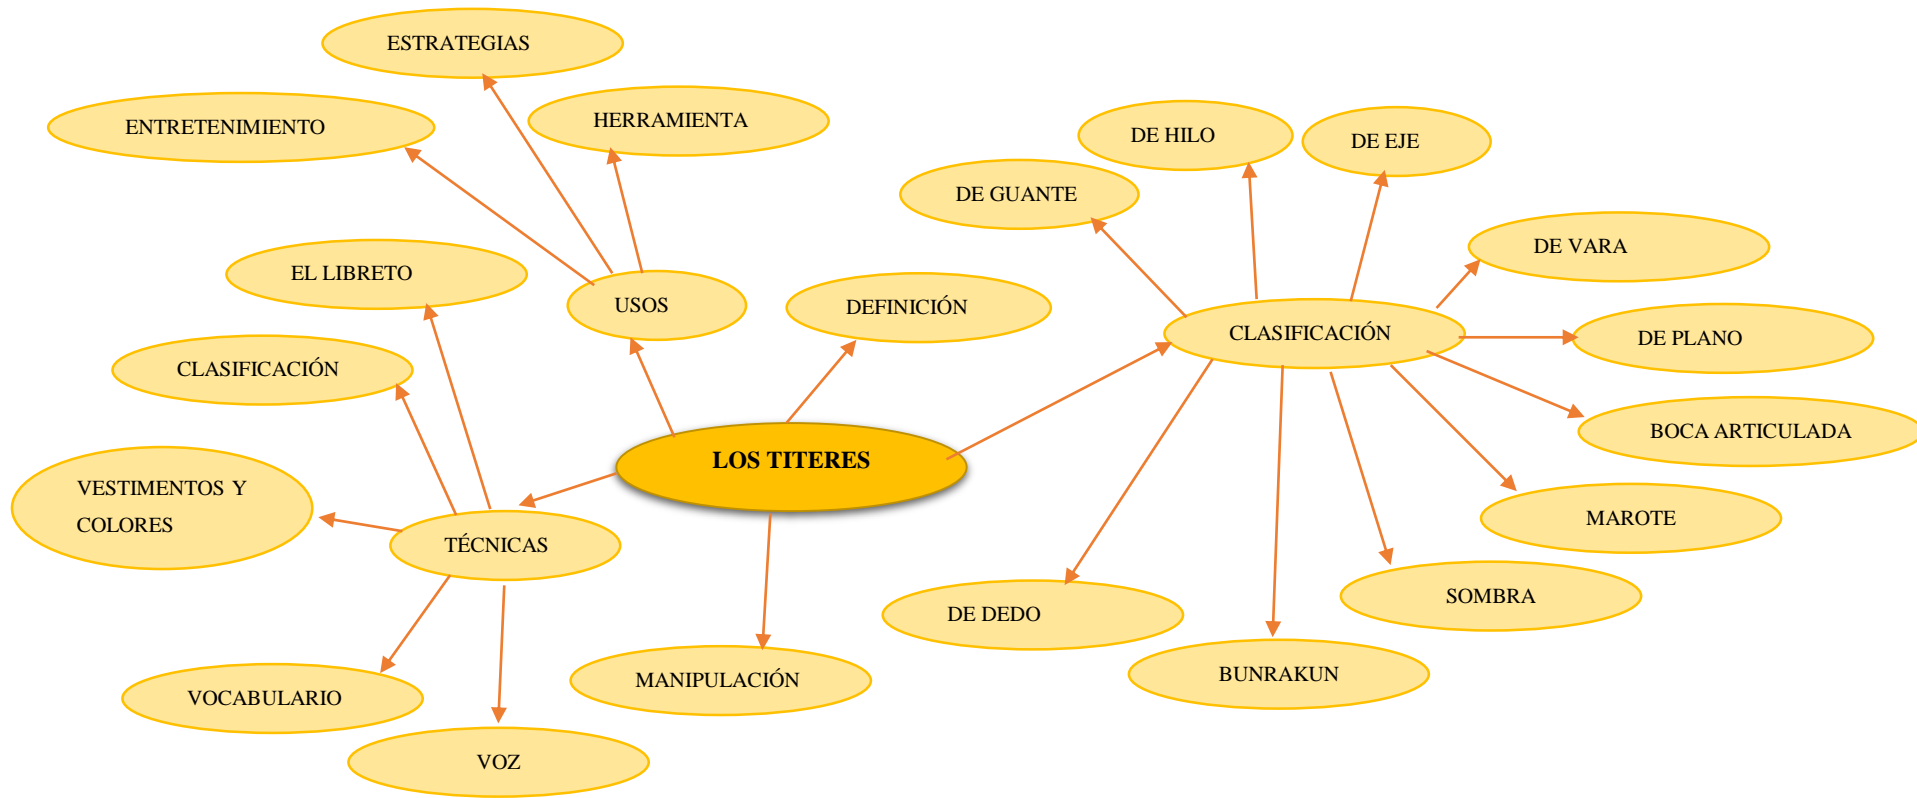 ESTRATEGIAS
ENTRETENIMIENTO
HERRAMIENTA
DE HILO
DE EJE
DE GUANTE
DE VARA
EL LIBRETO
USOS
DEFINICIÓN
CLASIFICACIÓN
DE PLANO
CLASIFICACIÓN
BOCA ARTICULADA
LOS TITERES
VESTIMENTOS Y
COLORES
MAROTE
TÉCNICAS
SOMBRA
DE DEDO
BUNRAKUN
MANIPULACIÓN
VOCABULARIO
VOZ